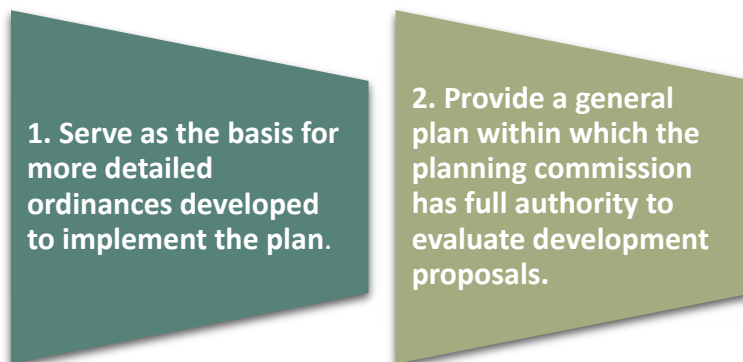 1. Serve as the basis for
more detailed
ordinances developed
to implement the plan.
2. Provide a general
plan within which the
planning commission
has full authority to
evaluate development
proposals.